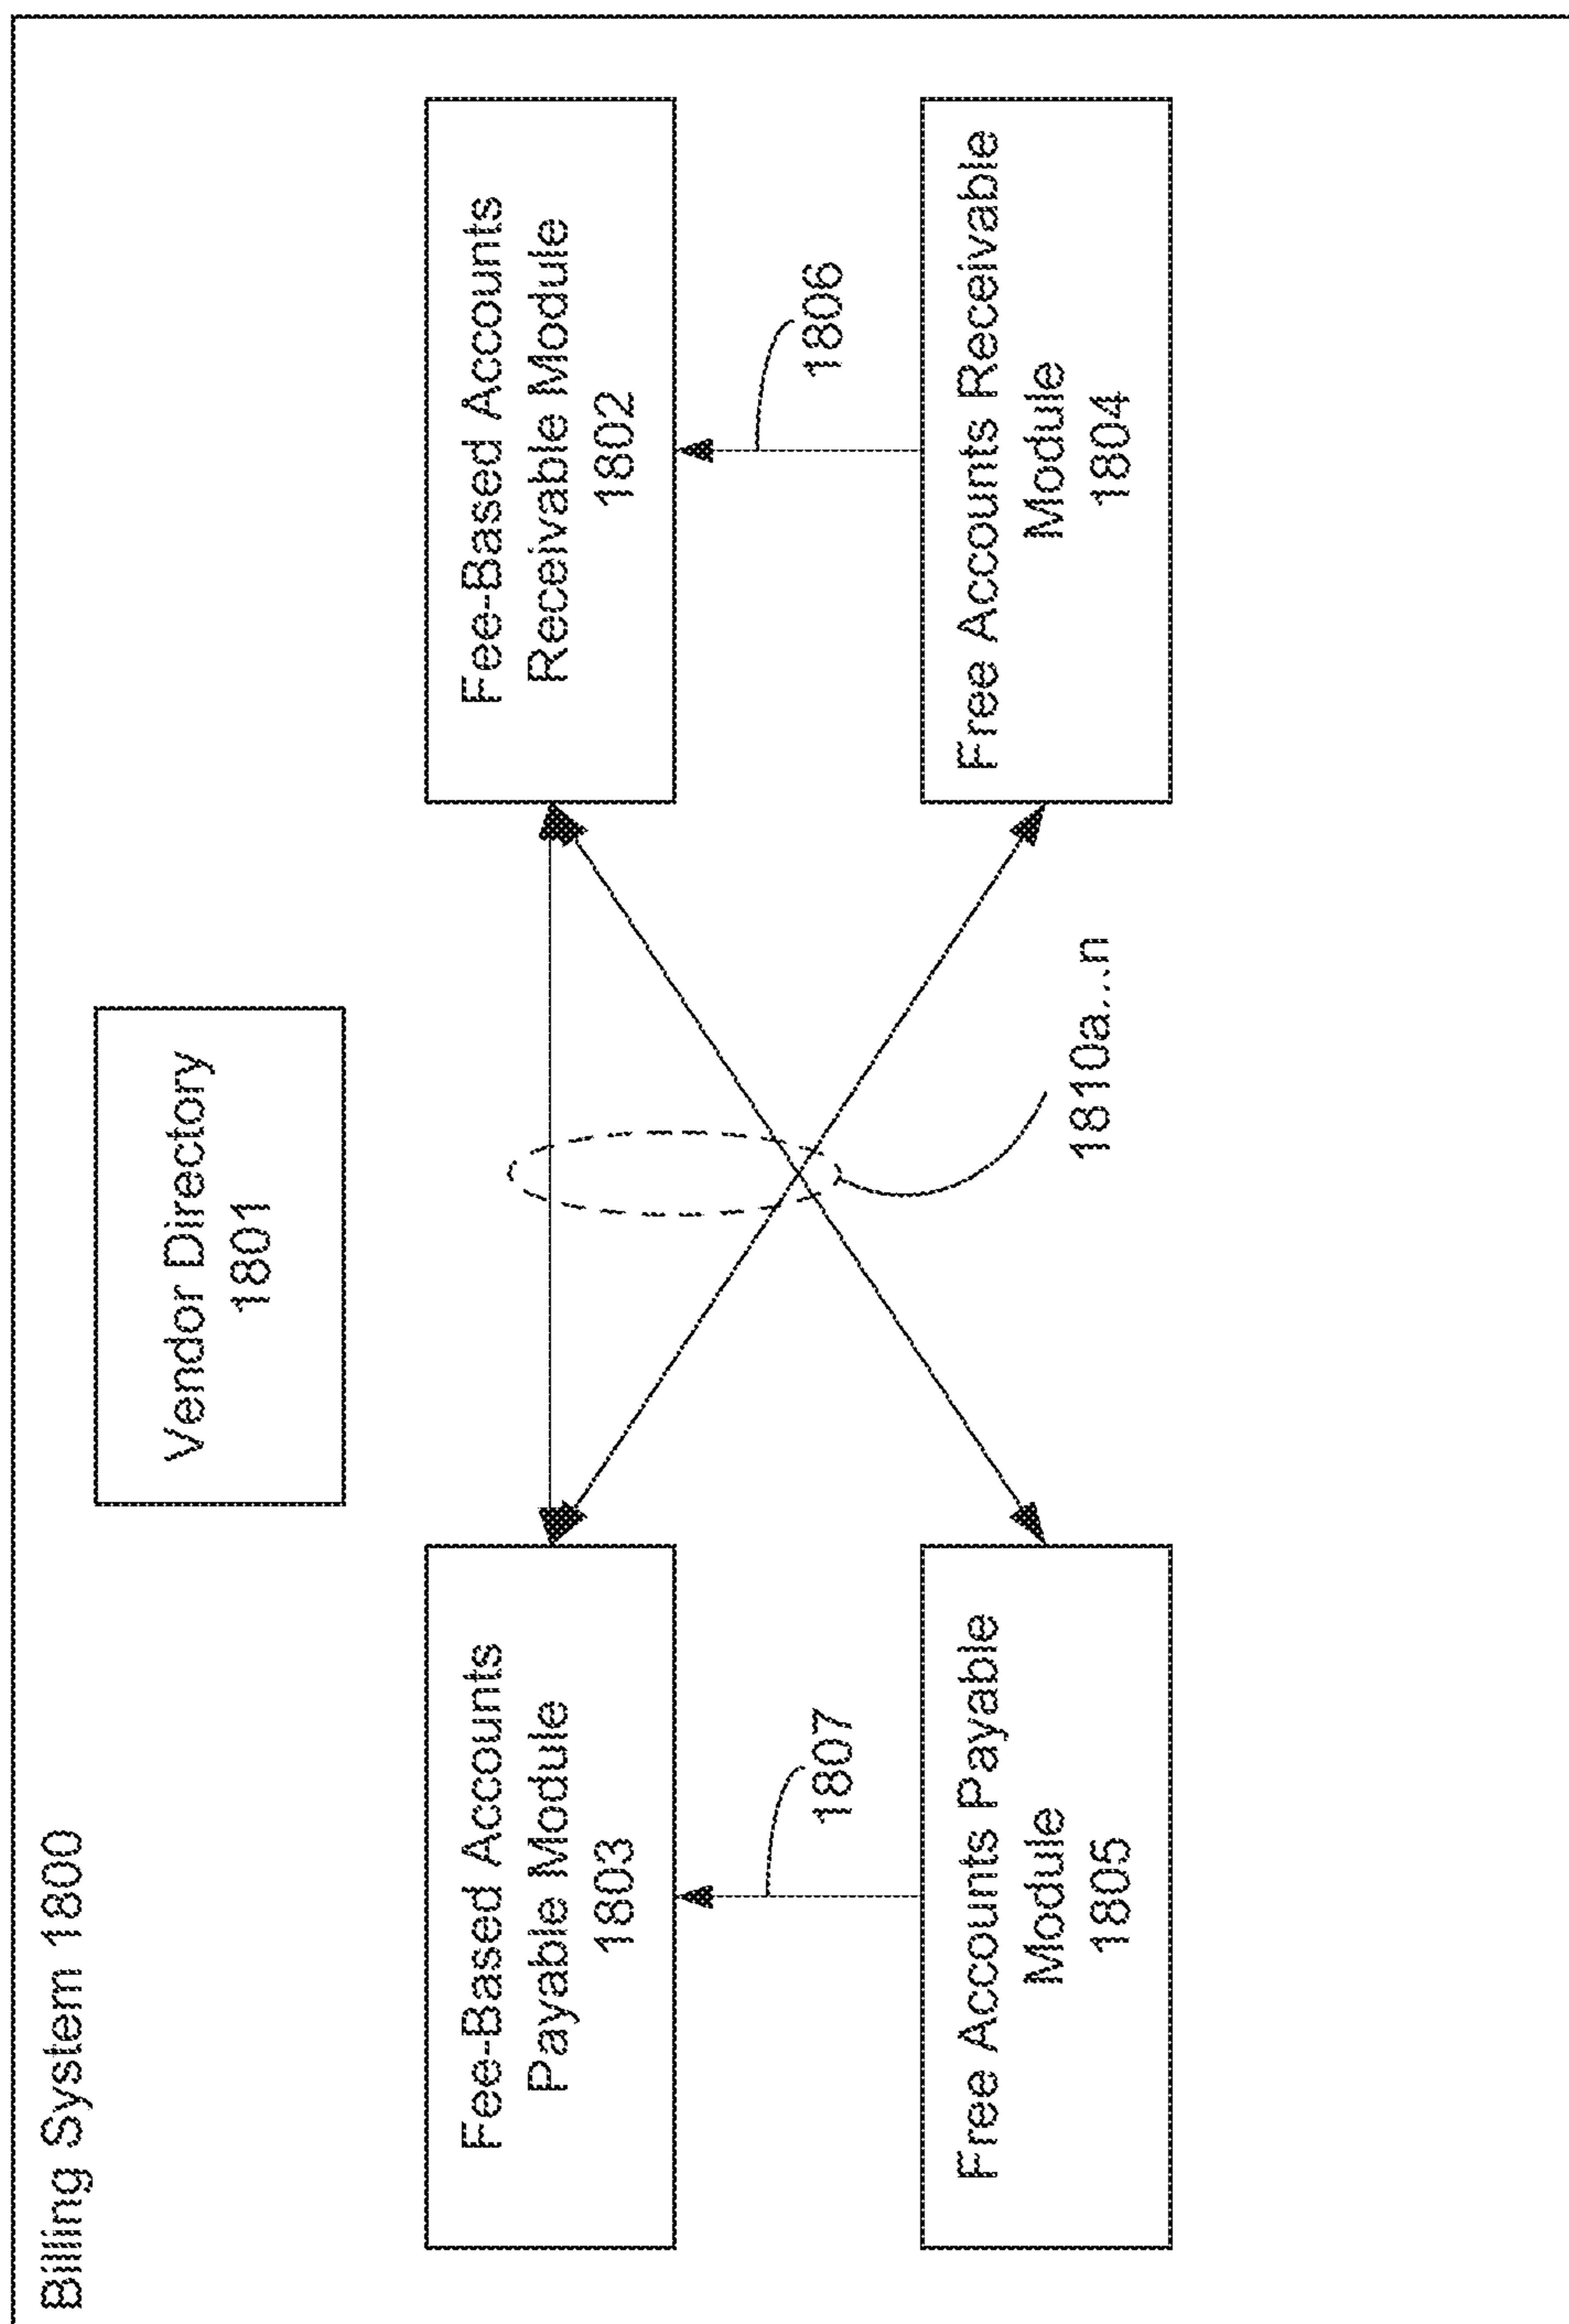 Billing System 1800
Vendor Directory
1801
Fee-Based Accounts
Payable Module
1803
Fee-Based Accounts
Receivable Module
1802
1807
1806
1810a...n
Free Accounts Payable
Module
1805
Free Accounts Receivable
Module
1804